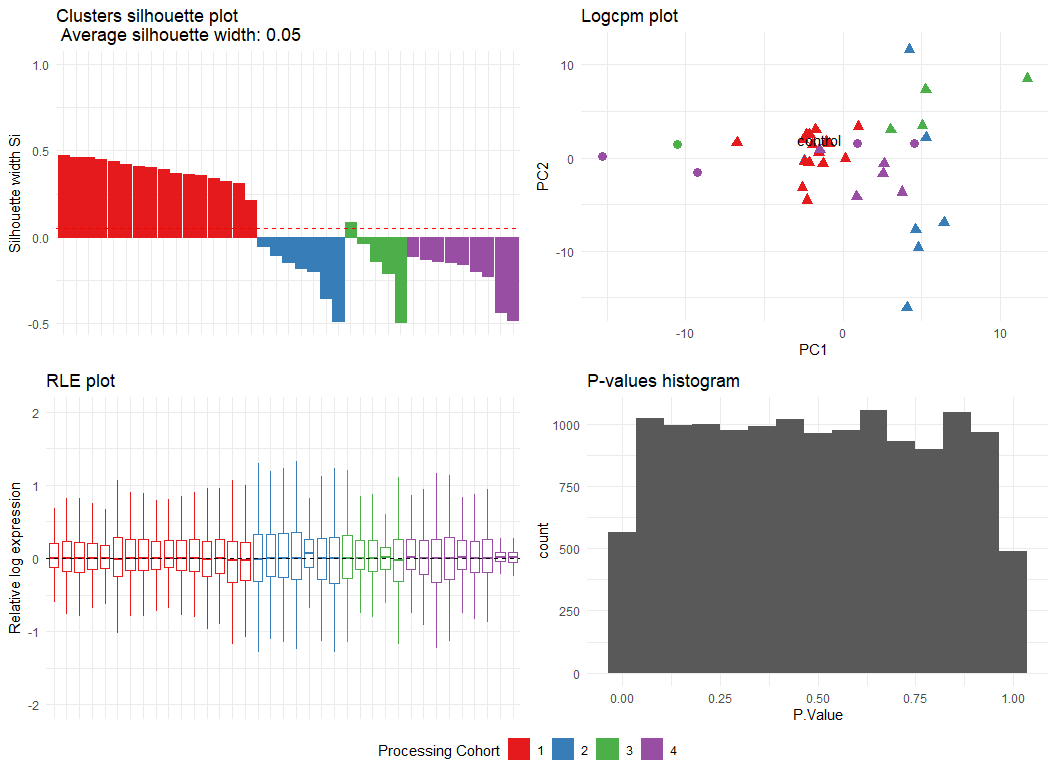 Clusters silhouette plot
Average silhouette width: 0.05
1.0
0.5
0.0
-0.5
Silhouette width Si
Logcpm plot
10
0
-10
PC2
control
-10
0
10
PC1
RLE plot
2
1
0
-1
-2
Relative log expression
P-values histogram
1000
750
500
250
0
count
0.00
0.25
0.50
0.75
1.00
P.Value
Processing Cohort 1 2 3 4